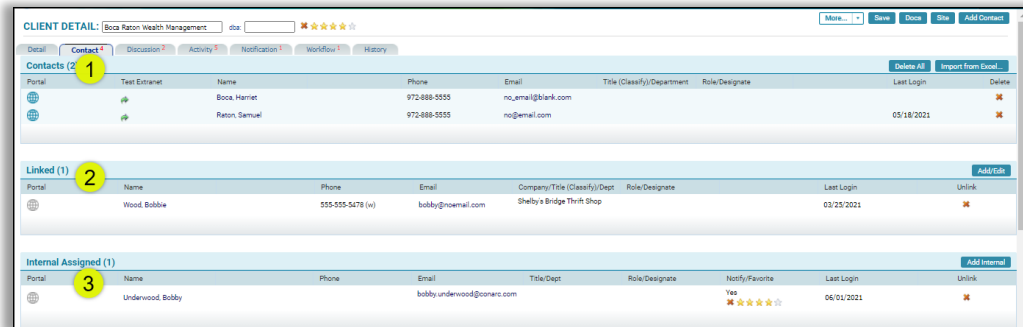 More... Save Docs Site Add Contact
CLIENT DETAIL: Boca Raton Wealth Management dba:
Detail Contact 4 Discussion 2 Activity 5 Notification 1 Workflow 1 History
Contacts (2) 1 Delete All Import from Excel...
Portal Test Extranet Name Phone Email Title (Classify)/Department Role/Designate Last Login Delete
Boca, Harriet 972-888-5555 no_email@blank.com
Raton, Samuel 972-888-5555 no@email.com 05/18/2021
Linked (1) 2 Add/Edit
Portal Name Phone Email Company/Title (Classify)/Dept Role/Designate Last Login Unlink
Wood, Bobbie 555-555-5478 (w) bobby@noemail.com Shelby's Bridge Thrift Shop 03/25/2021
Internal Assigned (1) Add Internal
Portal 3 Name Phone Email Title/Dept Role/Designate Notify/Favorite Last Login Unlink
Underwood, Bobby bobby.underwood@conarc.com Yes 06/01/2021